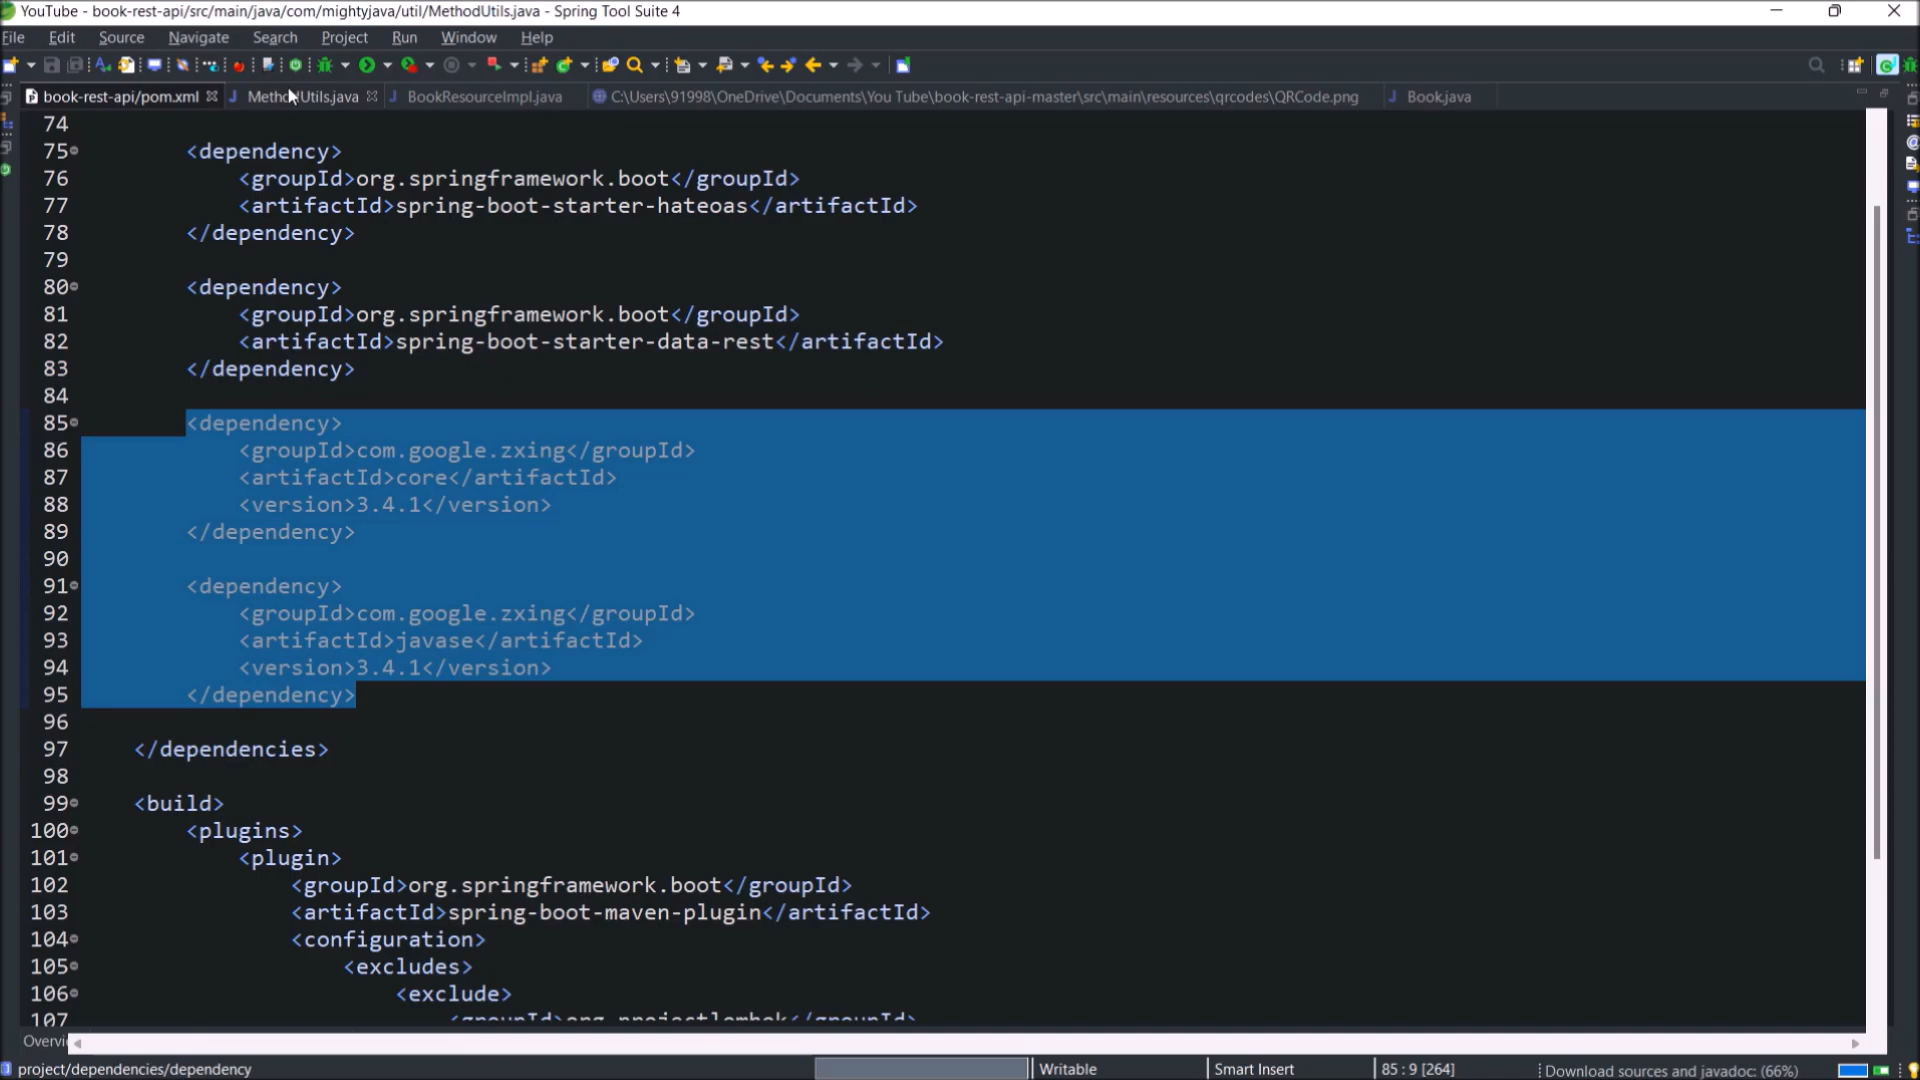 YouTube - book-rest-api/src/main/java/com/mightyjava/util/MethodUtils.java - Spring Tool Suite 4
File Edit Source Navigate Search Project Run Window Help
book-rest-api/pom.xml MethodUtils.java BookResourceImpl.java C:\Users\91998\OneDrive\Documents\You Tube\book-rest-api-master\src\main\resources\qrcodes\QRCode.png Book.java
74
75 <dependency>
76 <groupId>org.springframework.boot</groupId>
77 <artifactId>spring-boot-starter-hateoas</artifactId>
78 </dependency>
79
80 <dependency>
81 <groupId>org.springframework.boot</groupId>
82 <artifactId>spring-boot-starter-data-rest</artifactId>
83 </dependency>
84
85 <dependency>
86 <groupId>com.google.zxing</groupId>
87 <artifactId>core</artifactId>
88 <version>3.4.1</version>
89 </dependency>
90
91 <dependency>
92 <groupId>com.google.zxing</groupId>
93 <artifactId>javase</artifactId>
94 <version>3.4.1</version>
95 </dependency>
96
97 </dependencies>
98
99 <build>
100 <plugins>
101 <plugin>
102 <groupId>org.springframework.boot</groupId>
103 <artifactId>spring-boot-maven-plugin</artifactId>
104 <configuration>
105 <excludes>
106 <exclude>
107 <groupId>org.projectlombok</groupId>
project/dependencies/dependency Writable Smart Insert 85 : 9 [264] Download sources and javadoc: (66%)